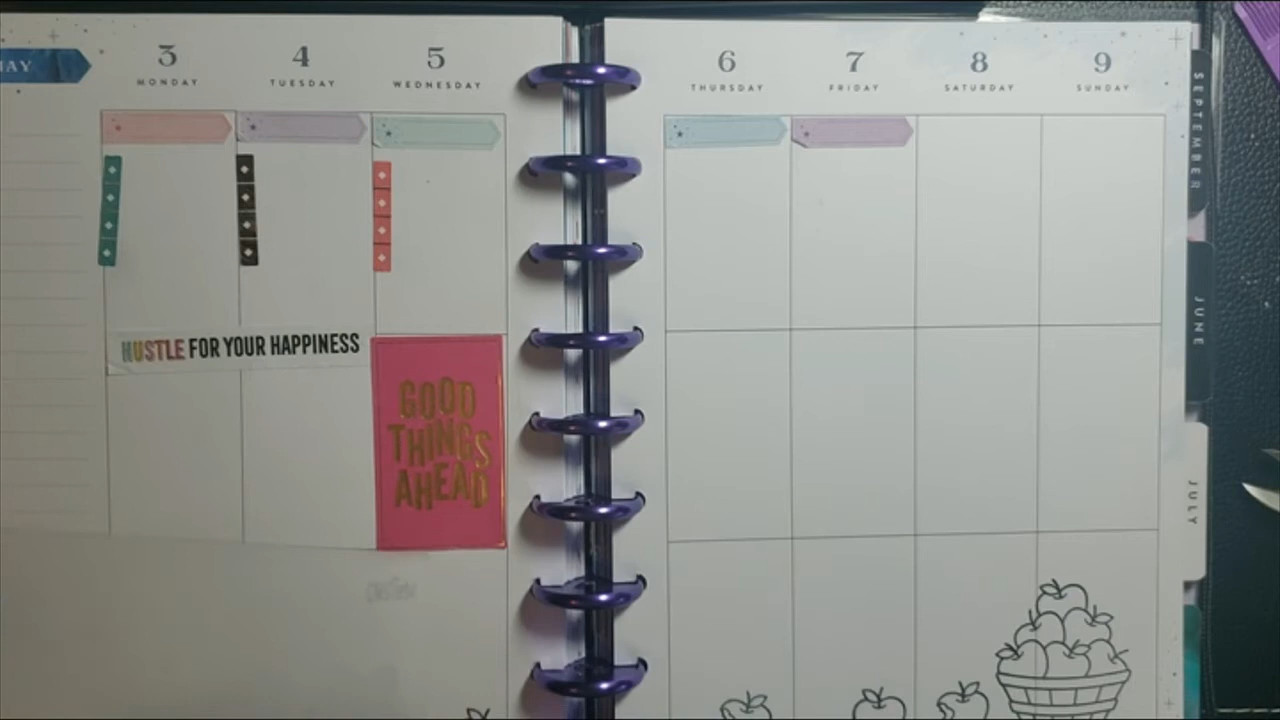 3
MONDAY
4
TUESDAY
5
WEDNESDAY
6
THURSDAY
7
FRIDAY
8
SATURDAY
9
SUNDAY
HUSTLE FOR YOUR HAPPINESS
GOOD
THINGS
AHEAD
SEPTEMBER
JUNE
JULY